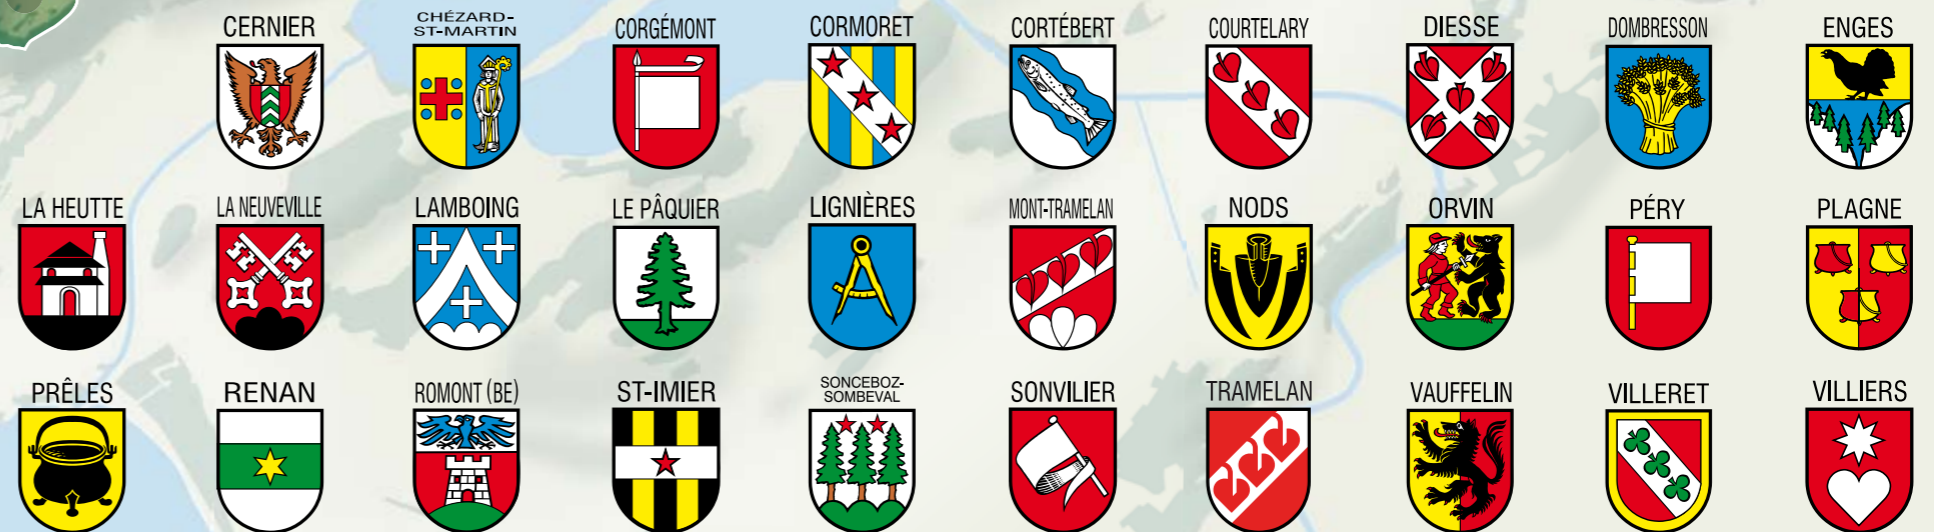 CERNIER
CHÉZARD-
ST-MARTIN
CORGÉMONT
CORMORET
CORTÉBERT
COURTELARY
DIESSE
DOMBRESSON
ENGES
LA HEUTTE
LA NEUVEVILLE
LAMBOING
LE PÂQUIER
LIGNIÈRES
MONT-TRAMELAN
NODS
ORVIN
PÉRY
PLAGNE
PRÊLES
RENAN
ROMONT (BE)
ST-IMIER
SONCEBOZ-
SOMBEVAL
SONVILIER
TRAMELAN
VAUFFELIN
VILLERET
VILLIERS